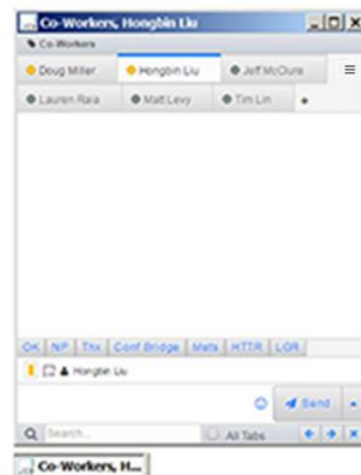 Co-Workers, Hongbin Liu
Co-Workers
Doug Miller Hongbin Liu Jeff McClure
Lauren Raia Matt Levy Tim Lin
OK NP Thx Conf Bridge Mets HTTR LGR
Hongbin Liu
Send
Search... All Tabs
Co-Workers, H...